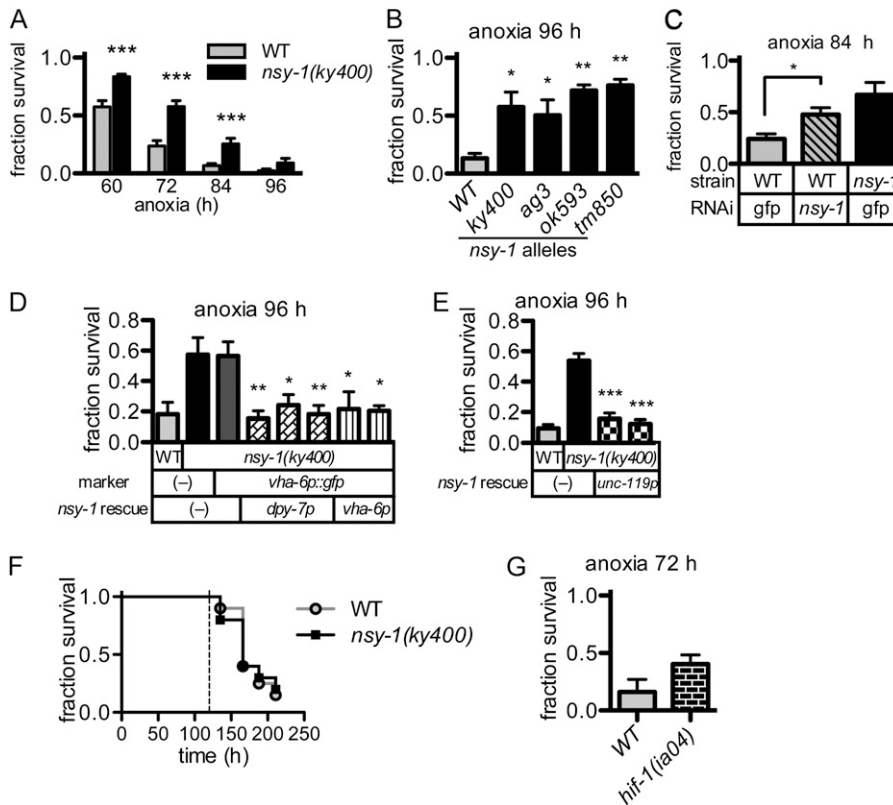 A
fraction survival
1.0
0.5
0.0
***
***
***
WT
nsy-1(ky400)
60 72 84 96
anoxia (h)
B
anoxia 96 h
fraction survival
1.0
0.5
0.0
* * ** **
WT ky400 ag3 ok593 tm850
nsy-1 alleles
C
anoxia 84 h
fraction survival
1.0
0.5
0.0
*
strain WT WT nsy-1
RNAi gfp nsy-1 gfp
D
anoxia 96 h
fraction survival
0.8
0.6
0.4
0.2
0.0
** * ** * *
WT nsy-1(ky400)
marker (–) vha-6p::gfp
nsy-1 rescue (–) dpy-7p vha-6p
E
anoxia 96 h
fraction survival
0.8
0.6
0.4
0.2
0.0
*** ***
WT nsy-1(ky400)
nsy-1 rescue (–) unc-119p
F
fraction survival
1.0
0.5
0.0
0 50 100 150 200 250
time (h)
WT
nsy-1(ky400)
G
anoxia 72 h
fraction survival
1.0
0.5
0.0
WT hif-1(ia04)